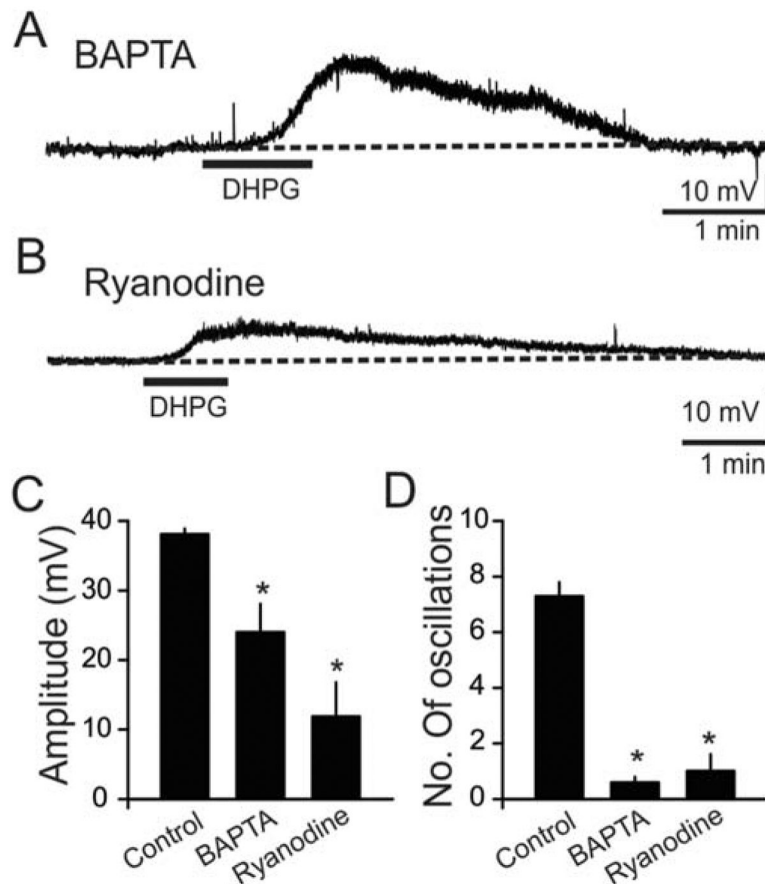 A
BAPTA
DHPG
10 mV
1 min
B
Ryanodine
DHPG
10 mV
1 min
C
Amplitude (mV)
40
30
20
10
0
*
*
Control
BAPTA
Ryanodine
D
No. Of oscillations
10
8
6
4
2
0
*
*
Control
BAPTA
Ryanodine